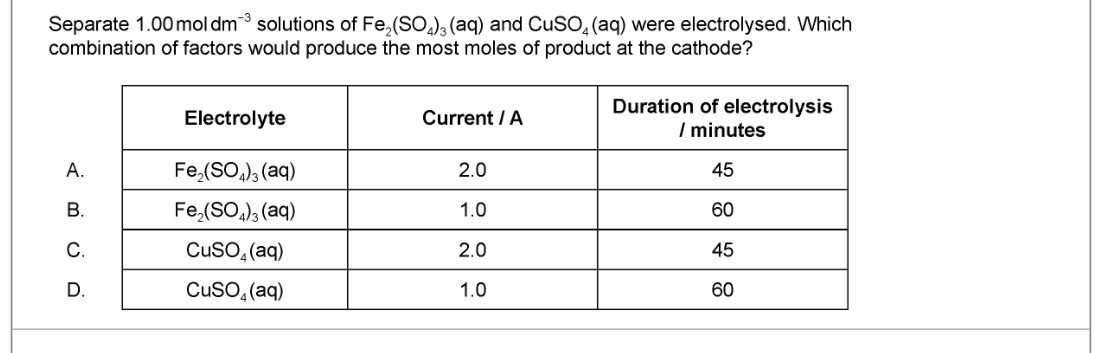 Separate 1.00 mol dm⁻³ solutions of Fe₂(SO₄)₃ (aq) and CuSO₄ (aq) were electrolysed. Which
combination of factors would produce the most moles of product at the cathode?
Electrolyte Current / A Duration of electrolysis / minutes
A. Fe₂(SO₄)₃ (aq) 2.0 45
B. Fe₂(SO₄)₃ (aq) 1.0 60
C. CuSO₄ (aq) 2.0 45
D. CuSO₄ (aq) 1.0 60